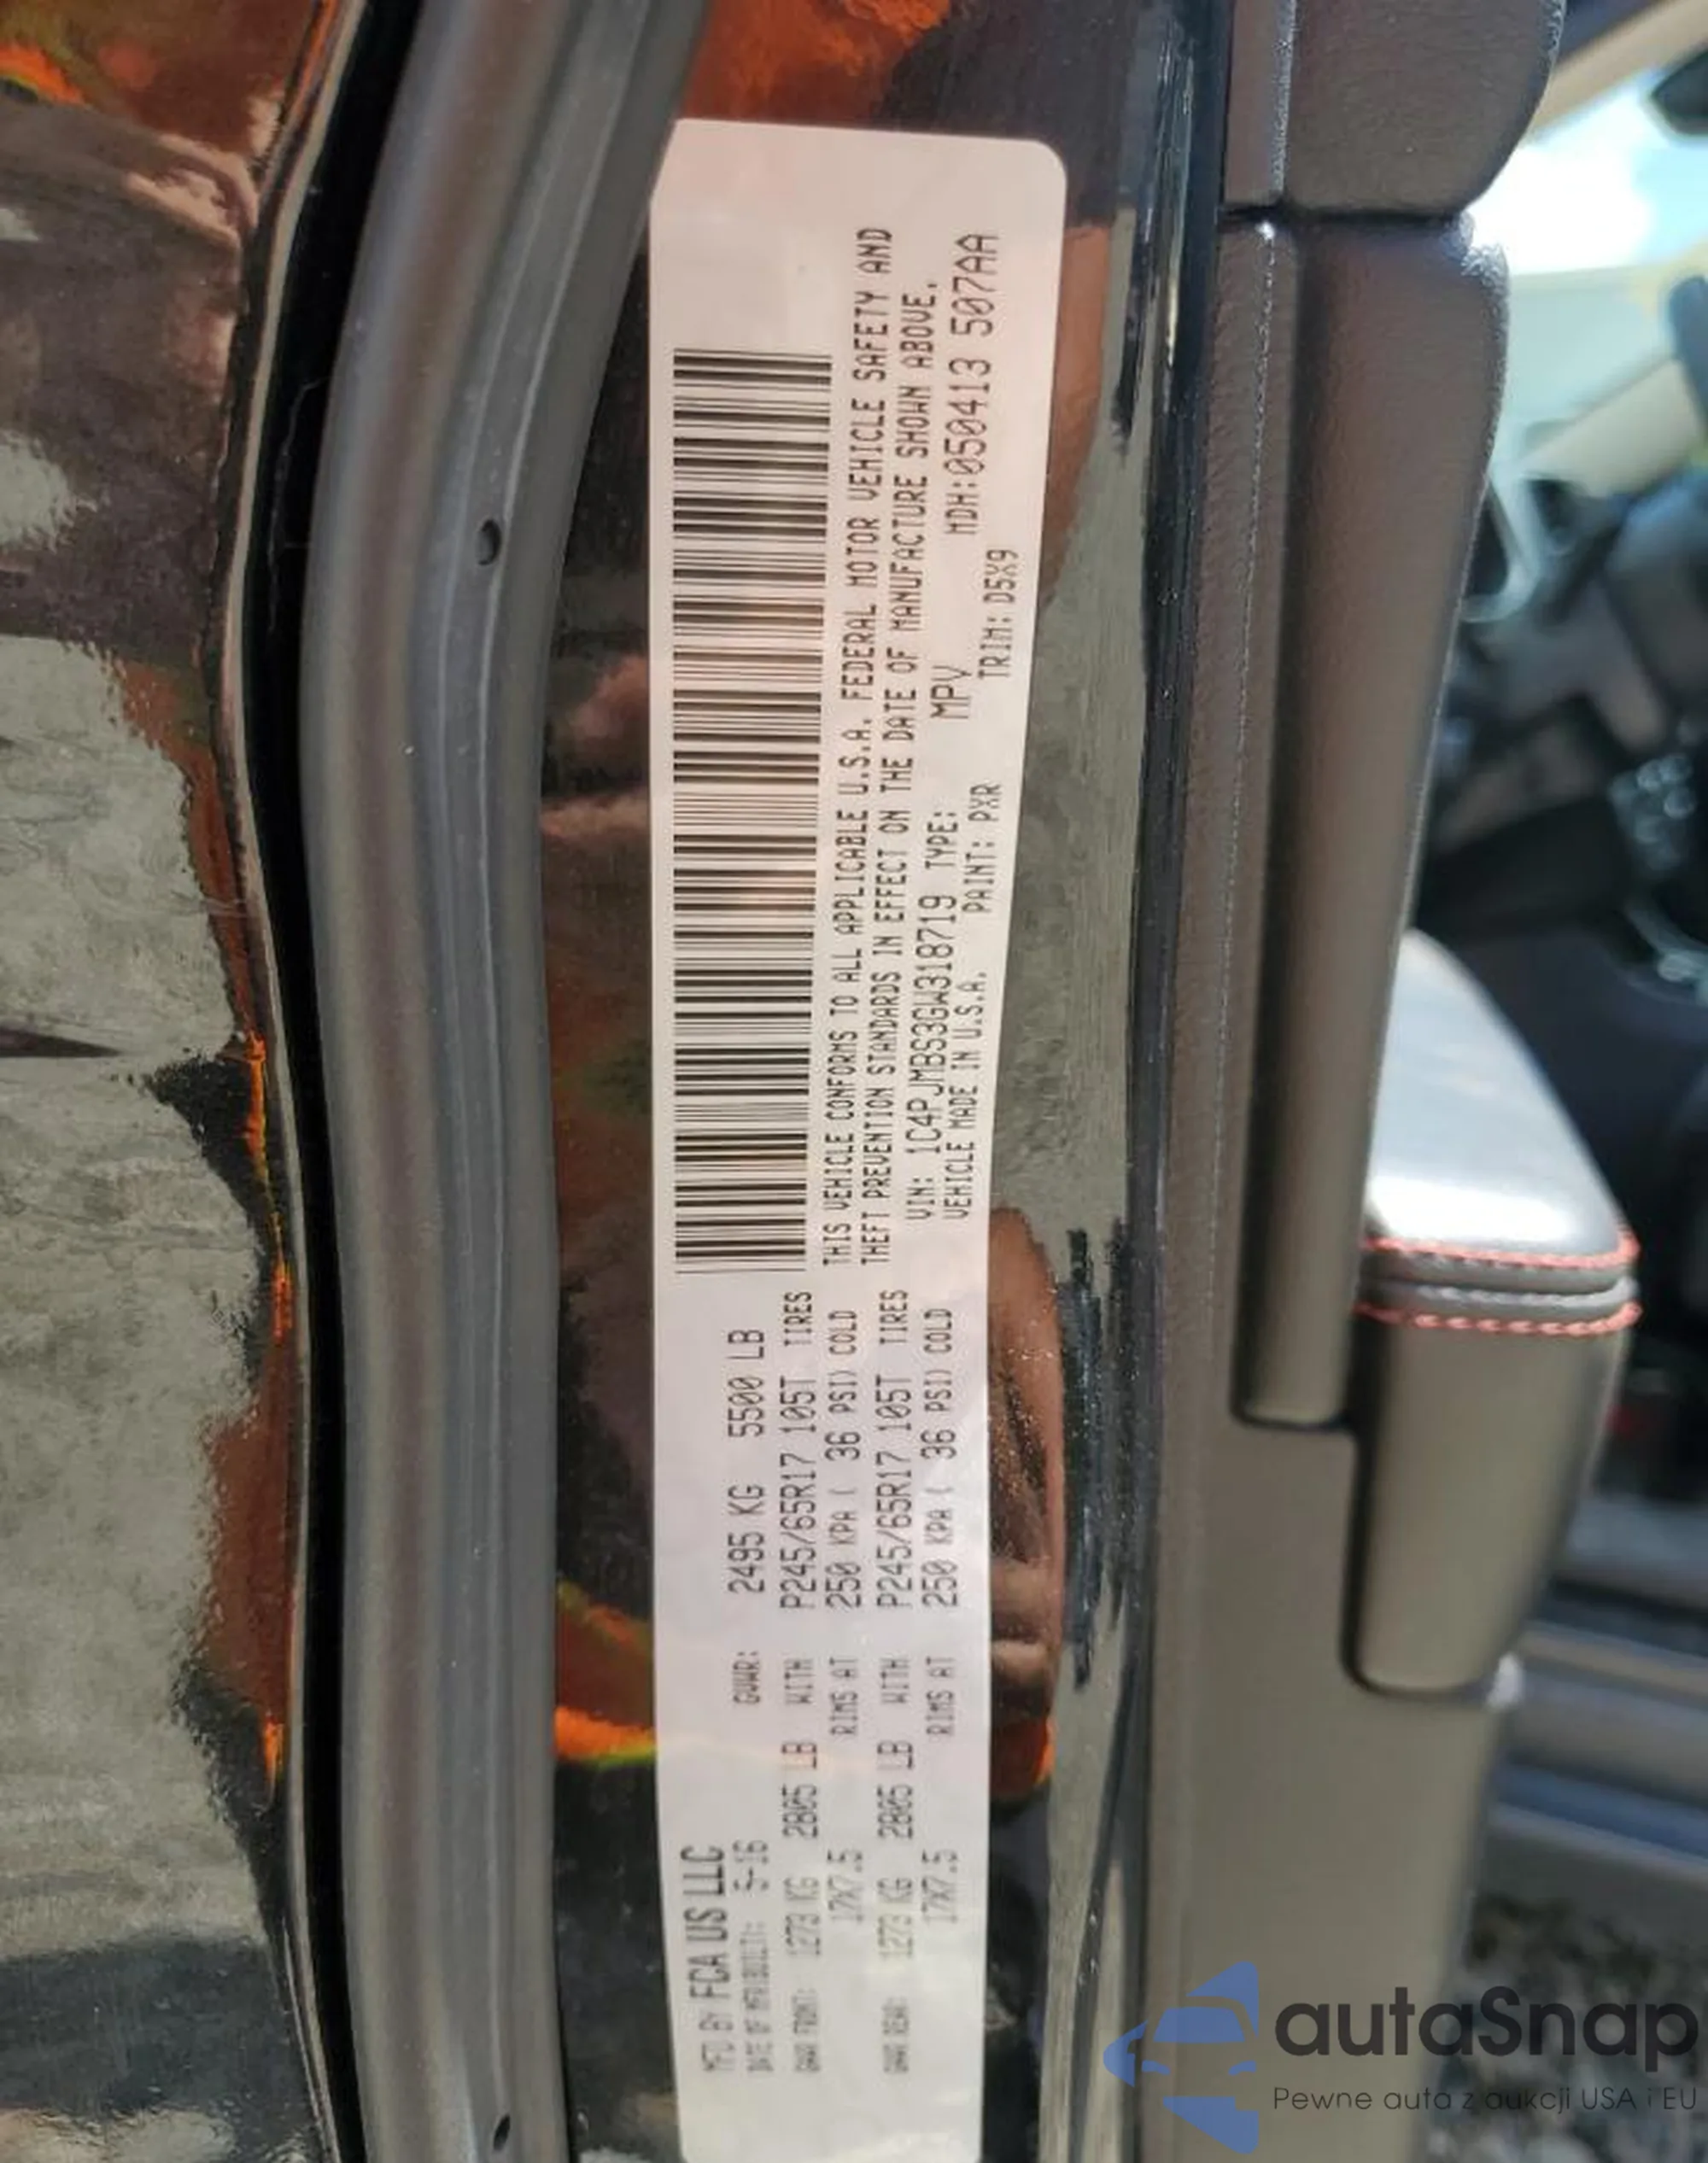 MFD BY FCA US LLC
DATE OF MFR/BUILT: 5-16
GVWR: 2495 KG 5500 LB
GAWR FRONT: 1273 KG 2805 LB WITH P245/65R17 105T TIRES
17X7.5 RIMS AT 250 KPA ( 36 PSI) COLD
GAWR REAR: 1273 KG 2805 LB WITH P245/65R17 105T TIRES
17X7.5 RIMS AT 250 KPA ( 36 PSI) COLD
THIS VEHICLE CONFORMS TO ALL APPLICABLE U.S.A. FEDERAL MOTOR VEHICLE SAFETY AND
THEFT PREVENTION STANDARDS IN EFFECT ON THE DATE OF MANUFACTURE SHOWN ABOVE.
VIN: 1C4PJMBS3GW318719 TYPE: MPV MDH:050413 507AA
VEHICLE MADE IN U.S.A. PAINT: PXR TRIM: D5X9
autaSnap
Pewne auta z aukcji USA i EU